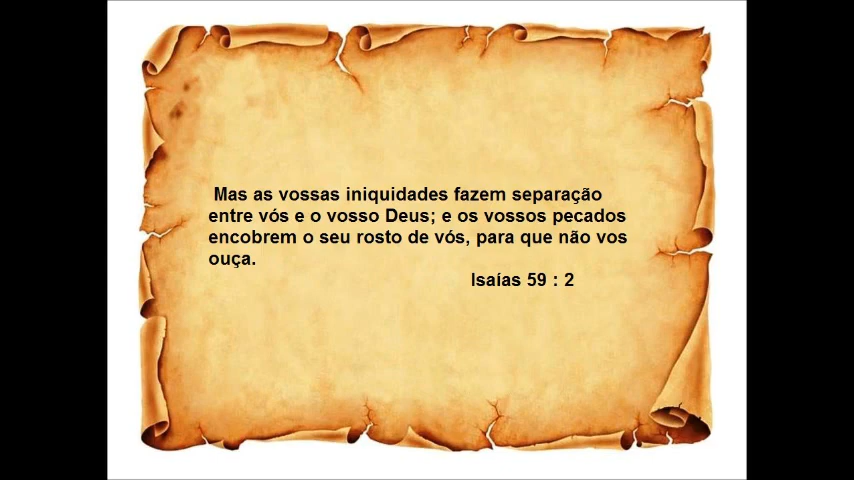 Mas as vossas iniquidades fazem separação
entre vós e o vosso Deus; e os vossos pecados
encobrem o seu rosto de vós, para que não vos
ouça.
Isaías 59 : 2